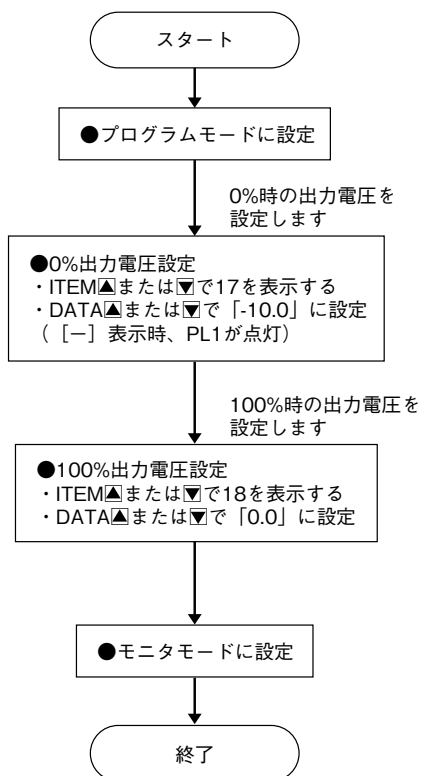 スタート
●プログラムモードに設定
0%時の出力電圧を
設定します
●0%出力電圧設定
・ITEM▲または▼で17を表示する
・DATA▲または▼で「-10.0」に設定
（［－］表示時、PL1が点灯）
100%時の出力電圧を
設定します
●100%出力電圧設定
・ITEM▲または▼で18を表示する
・DATA▲または▼で「0.0」に設定
●モニタモードに設定
終了